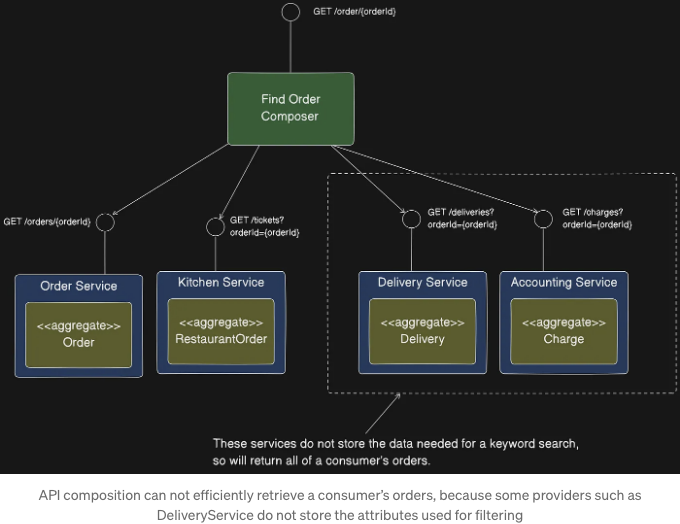 GET /order/{orderId}
Find Order
Composer
GET /orders/{orderId}
GET /tickets?
orderId={orderId}
GET /deliveries?
orderId={orderId}
GET /charges?
orderId={orderId}
Order Service
<<aggregate>>
Order
Kitchen Service
<<aggregate>>
RestaurantOrder
Delivery Service
<<aggregate>>
Delivery
Accounting Service
<<aggregate>>
Charge
These services do not store the data needed for a keyword search,
so will return all of a consumer's orders.
API composition can not efficiently retrieve a consumer's orders, because some providers such as
DeliveryService do not store the attributes used for filtering